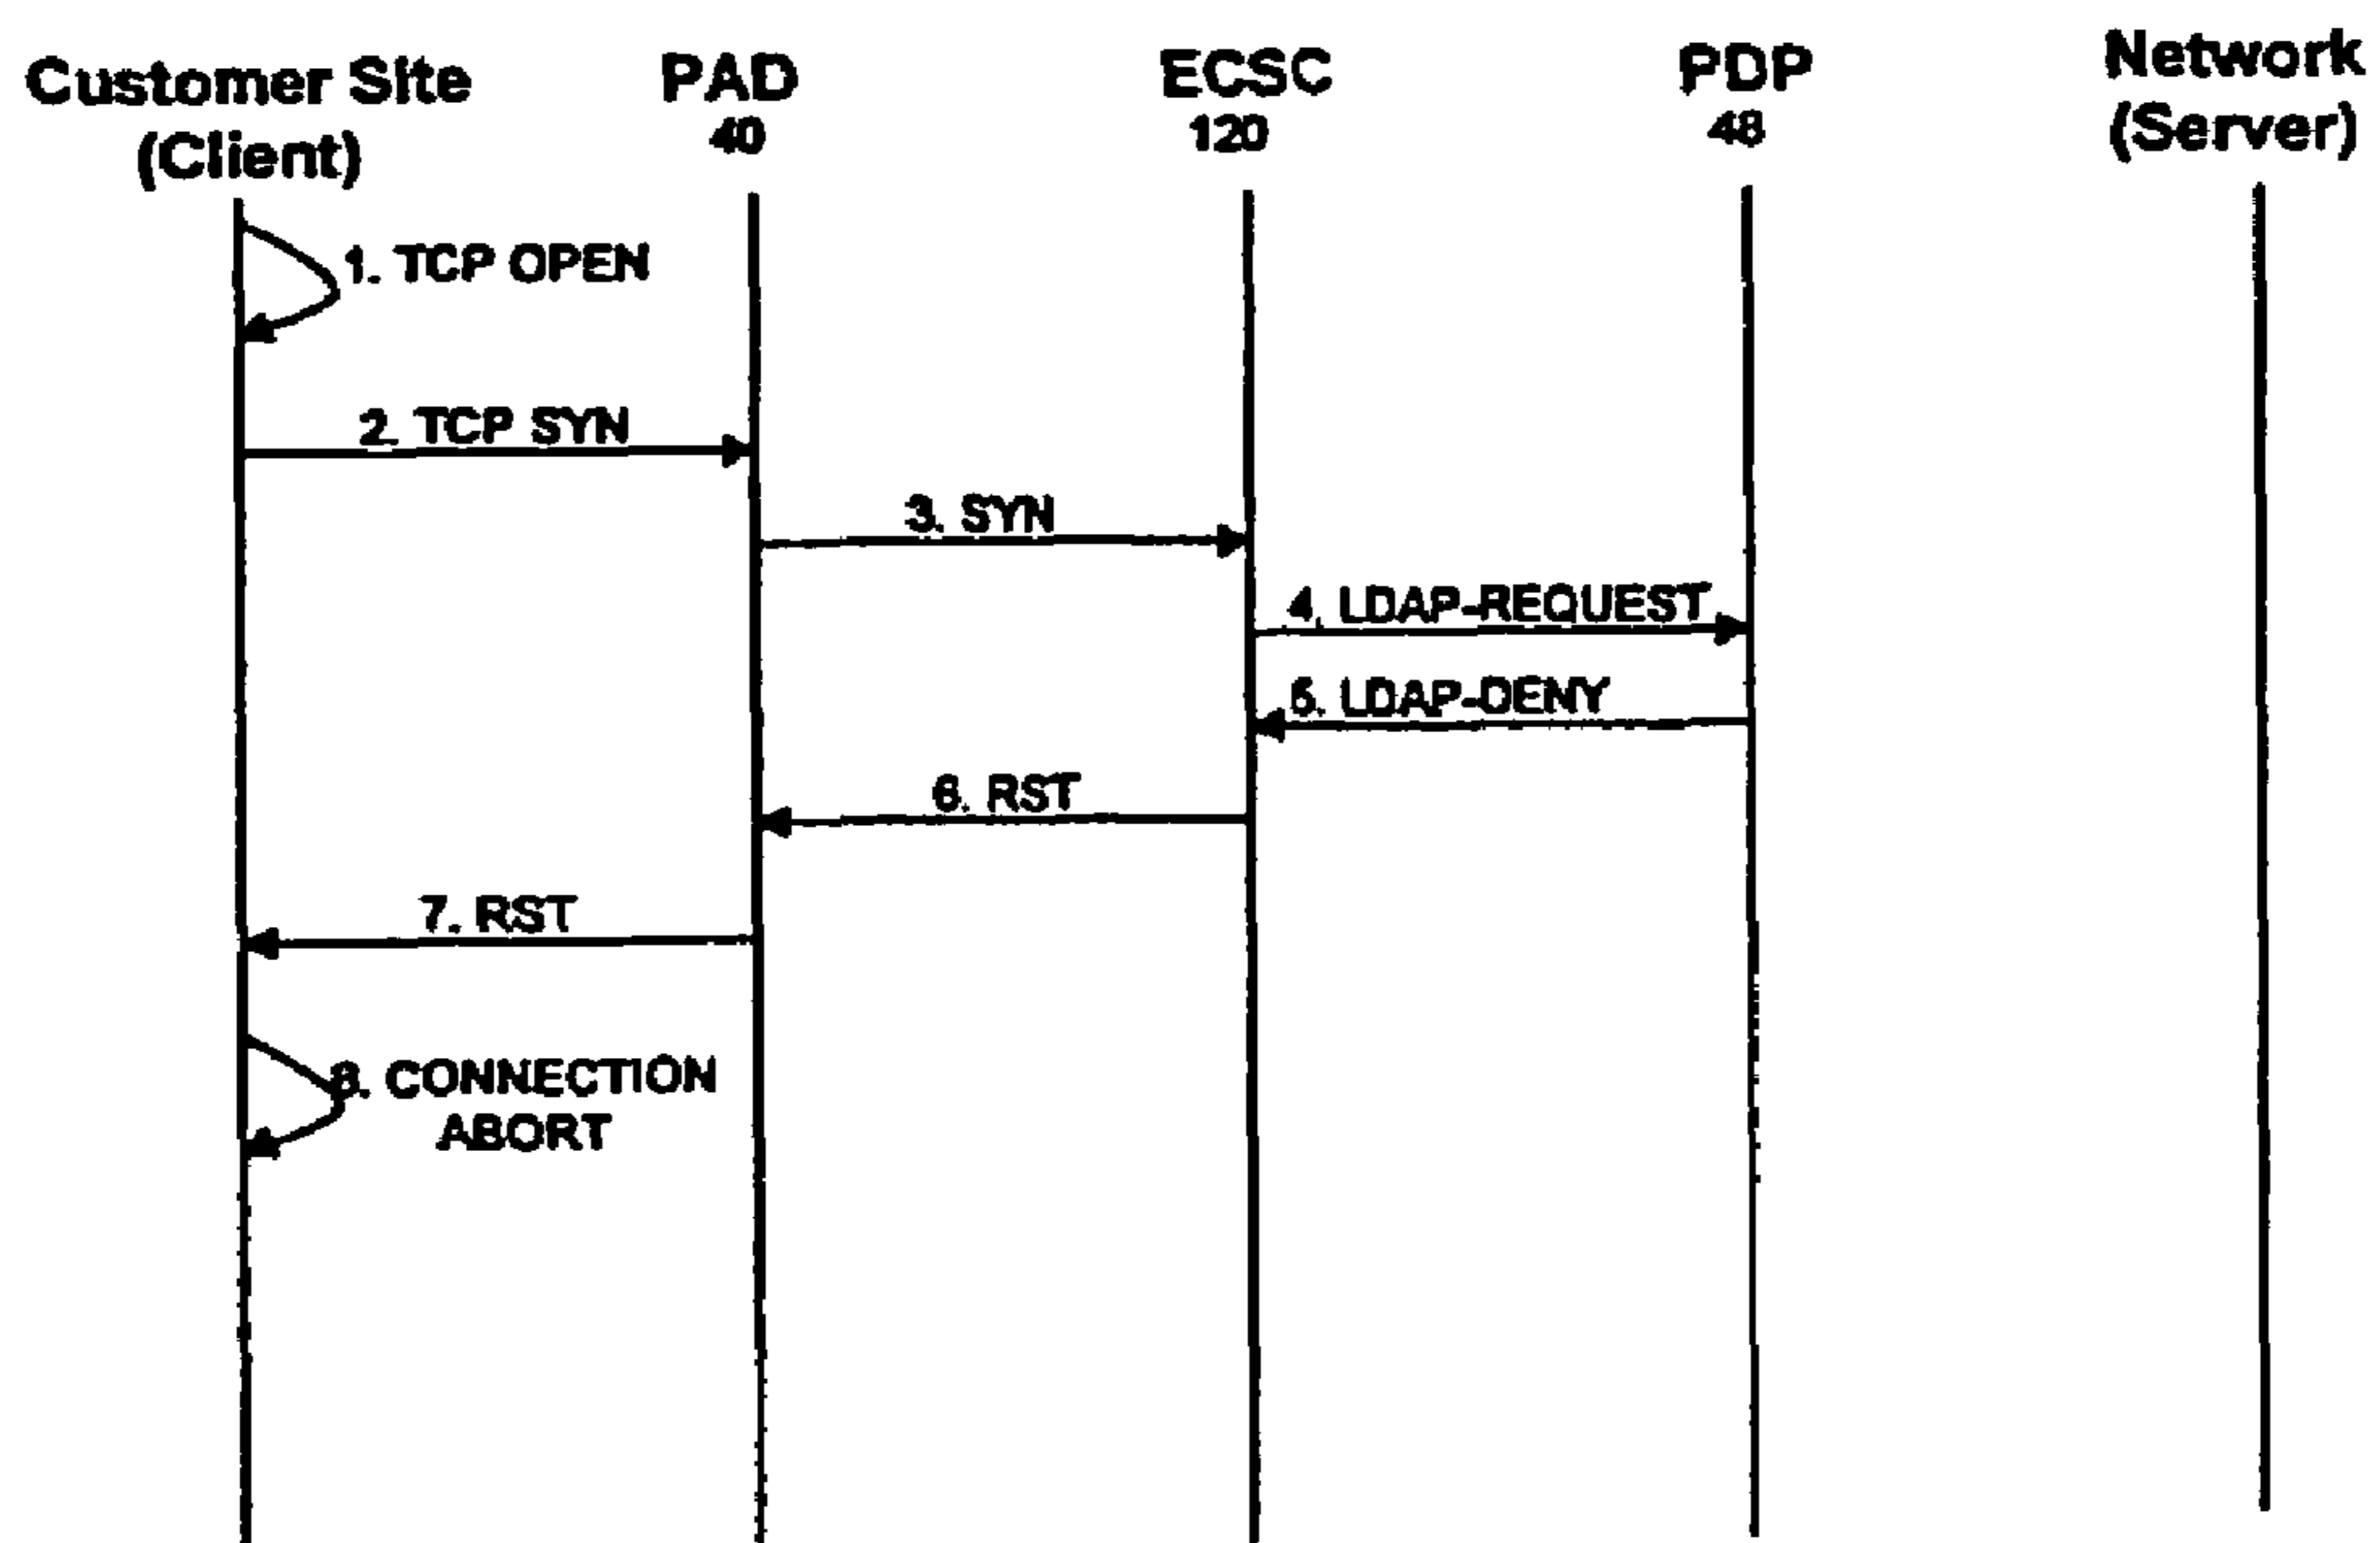 Customer Site
(Client)
PAD
40
ECSC
120
PDP
48
Network
(Server)
1. TCP OPEN
2. TCP SYN
3. SYN
4. LDAP-REQUEST
5. LDAP-DENY
6. RST
7. RST
8. CONNECTION
ABORT